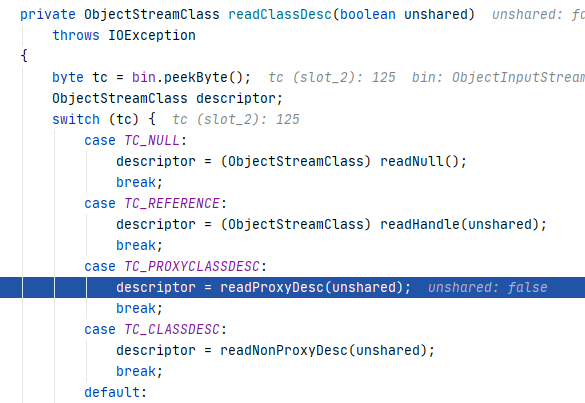 private ObjectStreamClass readClassDesc(boolean unshared)  unshared: fa
    throws IOException
{
    byte tc = bin.peekByte();  tc (slot_2): 125  bin: ObjectInputStream
    ObjectStreamClass descriptor;
    switch (tc) {  tc (slot_2): 125
        case TC_NULL:
            descriptor = (ObjectStreamClass) readNull();
            break;
        case TC_REFERENCE:
            descriptor = (ObjectStreamClass) readHandle(unshared);
            break;
        case TC_PROXYCLASSDESC:
            descriptor = readProxyDesc(unshared);  unshared: false
            break;
        case TC_CLASSDESC:
            descriptor = readNonProxyDesc(unshared);
            break;
        default: